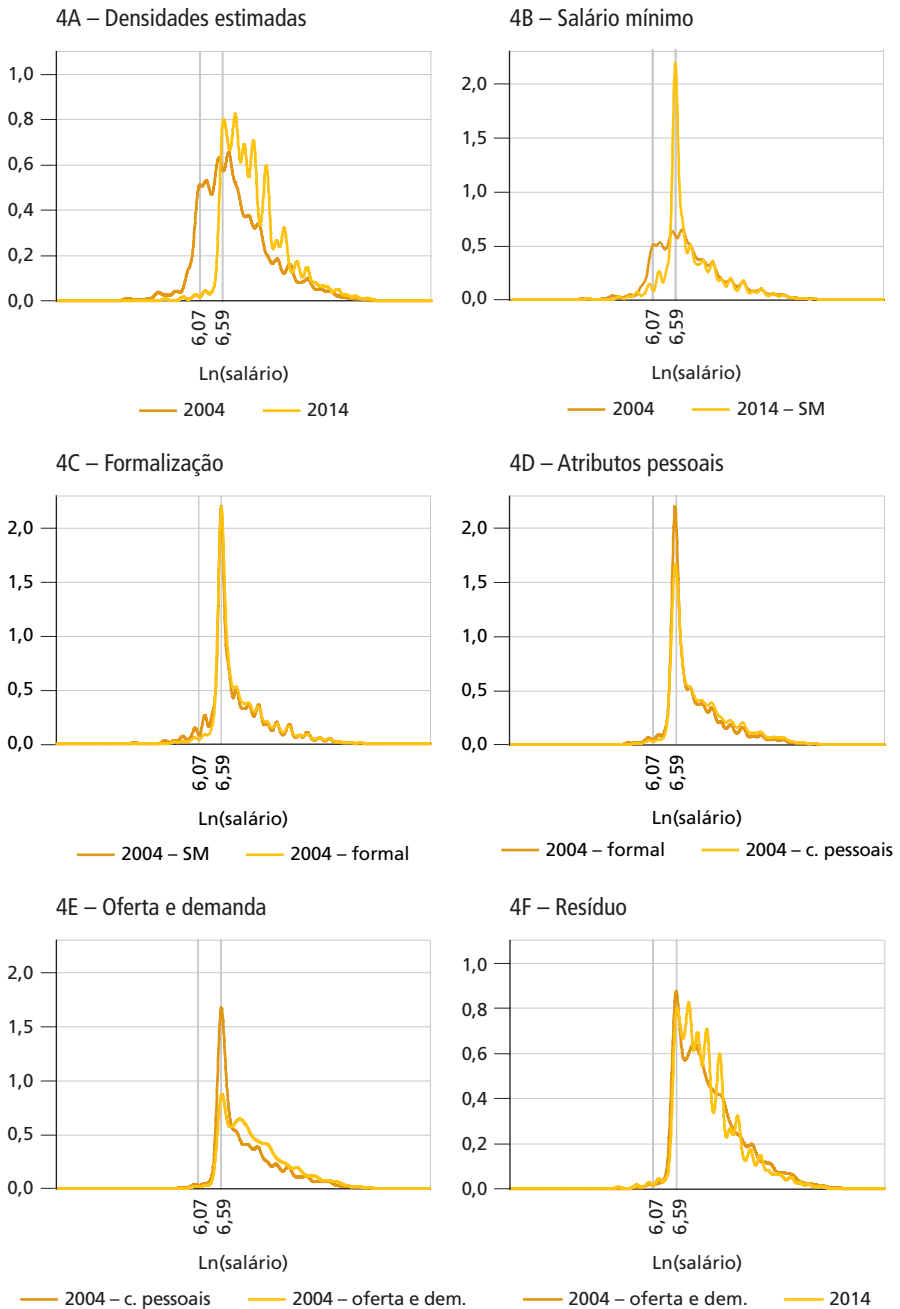 4A – Densidades estimadas
1,0
0,8
0,6
0,4
0,2
0,0
6,07
6,59
Ln(salário)
2004
2014
4B – Salário mínimo
2,0
1,5
1,0
0,5
0,0
6,07
6,59
Ln(salário)
2004
2014 – SM
4C – Formalização
2,0
1,5
1,0
0,5
0,0
6,07
6,59
Ln(salário)
2004 – SM
2004 – formal
4D – Atributos pessoais
2,0
1,5
1,0
0,5
0,0
6,07
6,59
Ln(salário)
2004 – formal
2004 – c. pessoais
4E – Oferta e demanda
2,0
1,5
1,0
0,5
0,0
6,07
6,59
Ln(salário)
2004 – c. pessoais
2004 – oferta e dem.
4F – Resíduo
1,0
0,8
0,6
0,4
0,2
0,0
6,07
6,59
Ln(salário)
2004 – oferta e dem.
2014